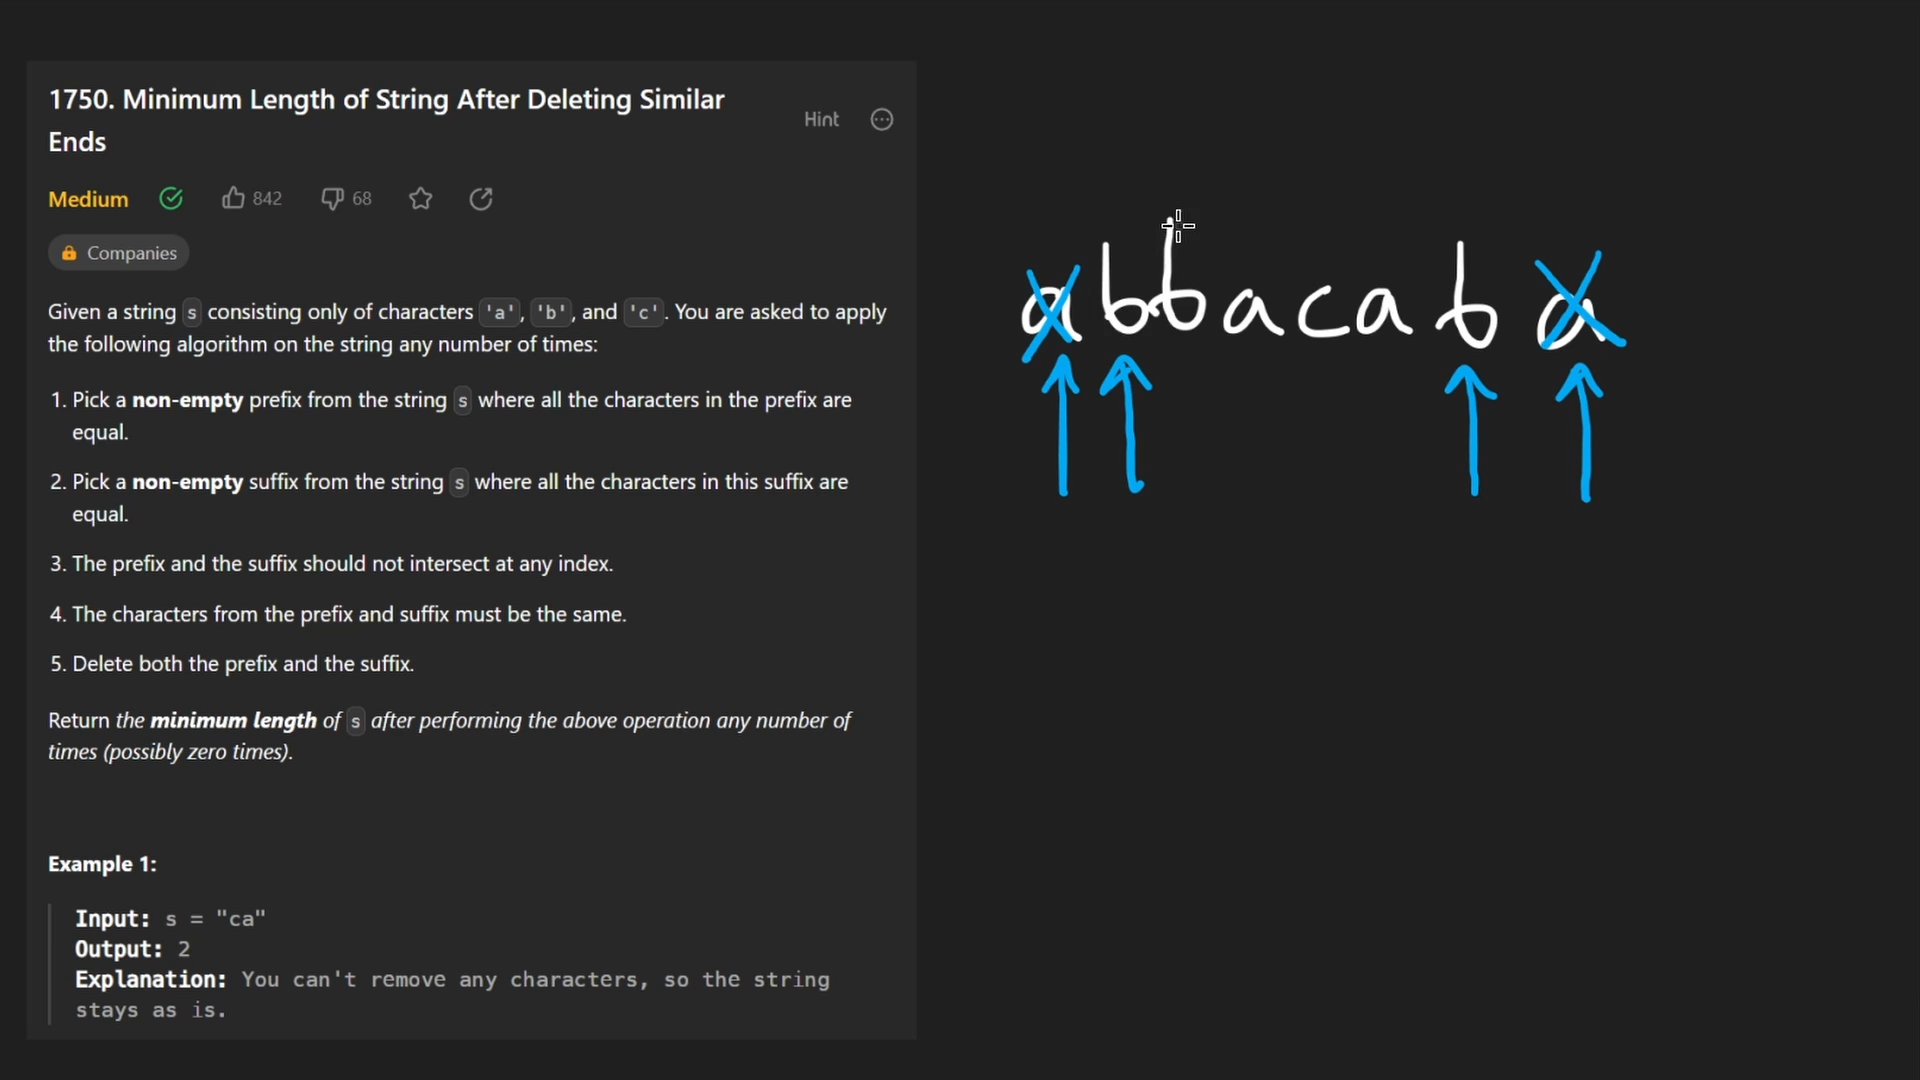 1750. Minimum Length of String After Deleting Similar
Ends
Hint
Medium 842 68
Companies
Given a string s consisting only of characters 'a', 'b', and 'c'. You are asked to apply
the following algorithm on the string any number of times:
1. Pick a non-empty prefix from the string s where all the characters in the prefix are
equal.
2. Pick a non-empty suffix from the string s where all the characters in this suffix are
equal.
3. The prefix and the suffix should not intersect at any index.
4. The characters from the prefix and suffix must be the same.
5. Delete both the prefix and the suffix.
Return the minimum length of s after performing the above operation any number of
times (possibly zero times).
Example 1:
Input: s = "ca"
Output: 2
Explanation: You can't remove any characters, so the string
stays as is.
abbacaba